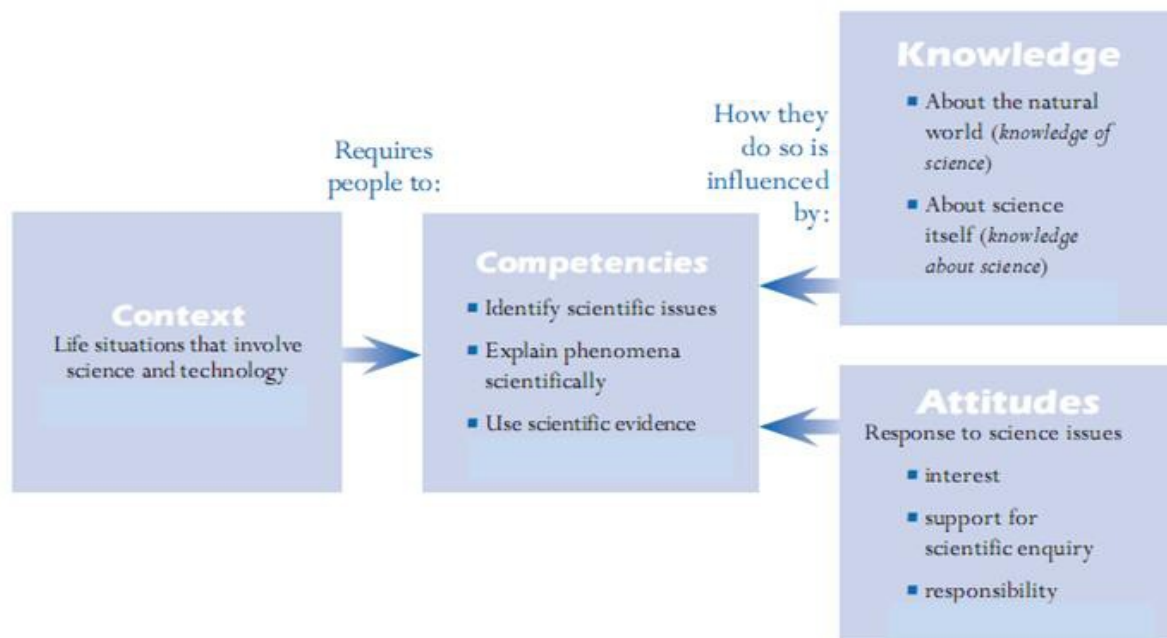 Context
Life situations that involve
science and technology
Requires
people to:
Competencies
■ Identify scientific issues
■ Explain phenomena
scientifically
■ Use scientific evidence
How they
do so is
influenced
by:
Knowledge
■ About the natural
world (knowledge of
science)
■ About science
itself (knowledge
about science)
Attitudes
Response to science issues
■ interest
■ support for
scientific enquiry
■ responsibility